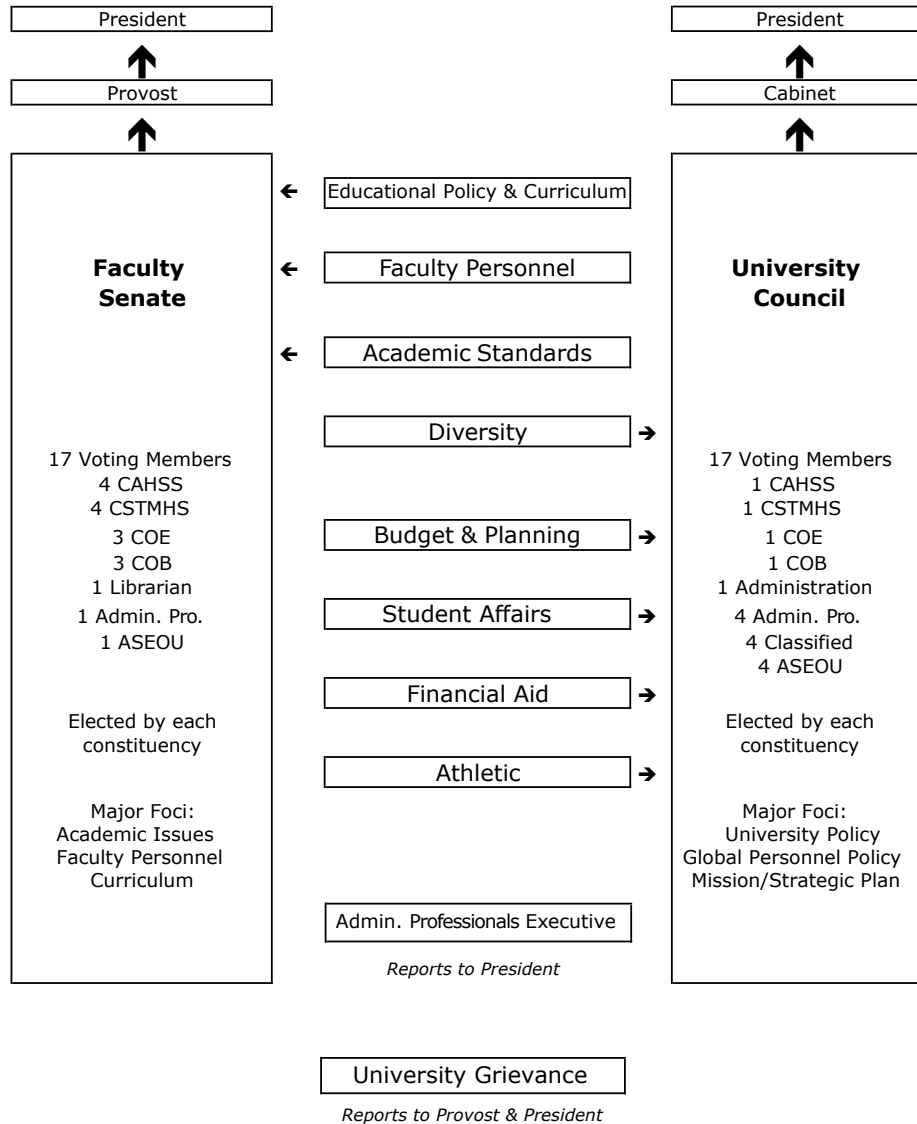 President
Provost
Faculty
Senate
17 Voting Members
4 CAHSS
4 CSTMHS
3 COE
3 COB
1 Librarian
1 Admin. Pro.
1 ASEOU
Elected by each
constituency
Major Foci:
Academic Issues
Faculty Personnel
Curriculum
Educational Policy & Curriculum
Faculty Personnel
Academic Standards
Diversity
Budget & Planning
Student Affairs
Financial Aid
Athletic
Admin. Professionals Executive
Reports to President
University Grievance
Reports to Provost & President
President
Cabinet
University
Council
17 Voting Members
1 CAHSS
1 CSTMHS
1 COE
1 COB
1 Administration
4 Admin. Pro.
4 Classified
4 ASEOU
Elected by each
constituency
Major Foci:
University Policy
Global Personnel Policy
Mission/Strategic Plan